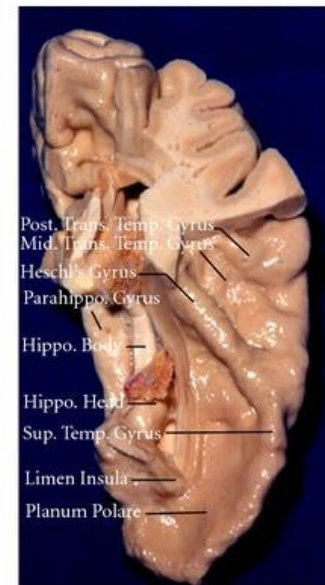 Post. Trans. Temp. Gyrus
Mid. Trans. Temp. Gyrus
Heschl's Gyrus
Parahippo. Gyrus
Hippo. Body
Hippo. Head
Sup. Temp. Gyrus
Limen Insula
Planum Polare